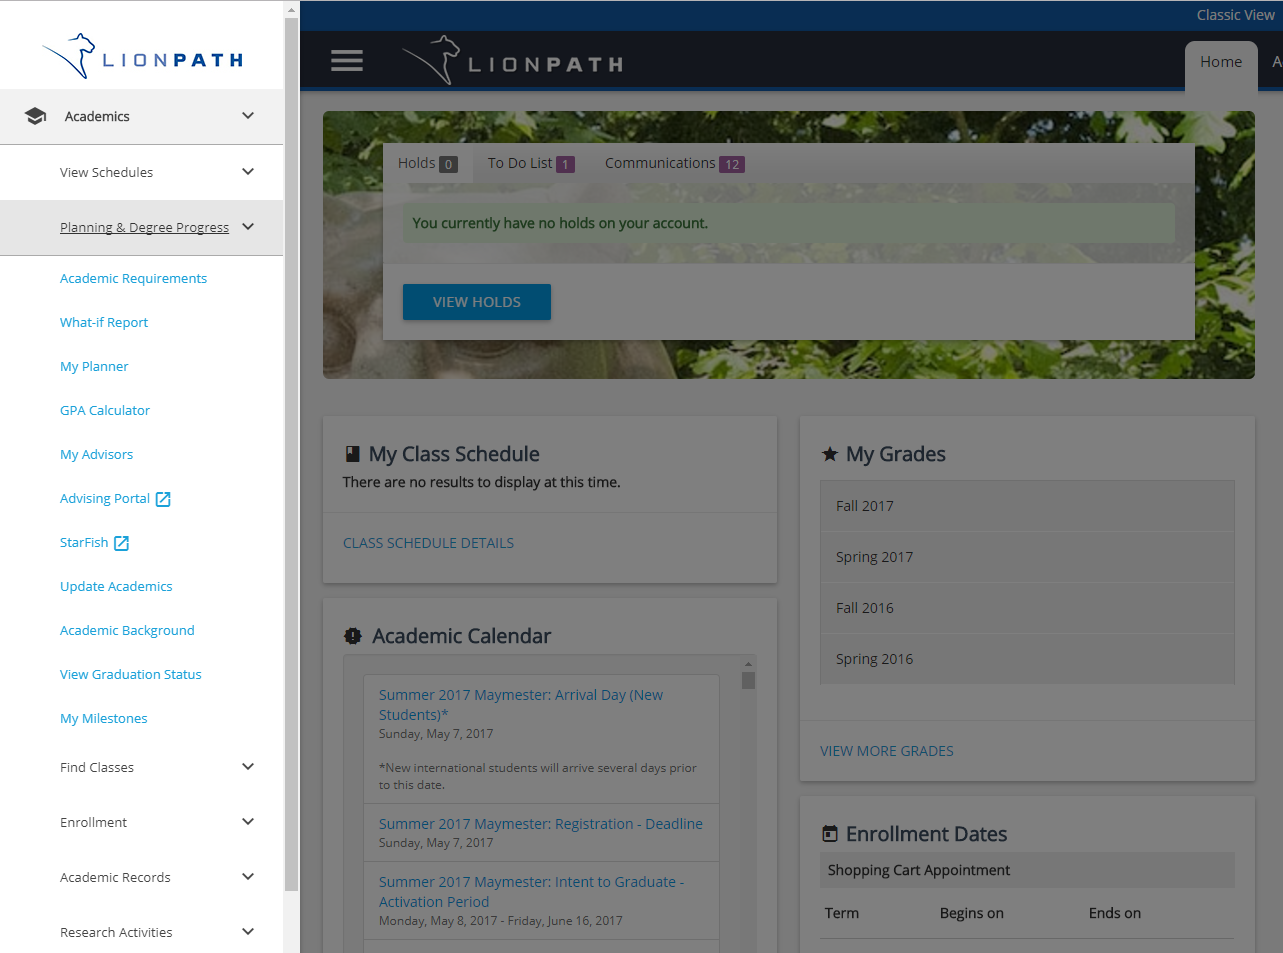 LIONPATH
Academics
View Schedules
Planning & Degree Progress
Academic Requirements
What-if Report
My Planner
GPA Calculator
My Advisors
Advising Portal
StarFish
Update Academics
Academic Background
View Graduation Status
My Milestones
Find Classes
Enrollment
Academic Records
Research Activities
Classic View
LIONPATH
Home
A
Holds 0
To Do List 1
Communications 12
You currently have no holds on your account.
VIEW HOLDS
My Class Schedule
There are no results to display at this time.
CLASS SCHEDULE DETAILS
Academic Calendar
Summer 2017 Maymester: Arrival Day (New
Students)*
Sunday, May 7, 2017
*New international students will arrive several days prior
to this date.
Summer 2017 Maymester: Registration - Deadline
Sunday, May 7, 2017
Summer 2017 Maymester: Intent to Graduate -
Activation Period
Monday, May 8, 2017 - Friday, June 16, 2017
My Grades
Fall 2017
Spring 2017
Fall 2016
Spring 2016
VIEW MORE GRADES
Enrollment Dates
Shopping Cart Appointment
Term Begins on Ends on